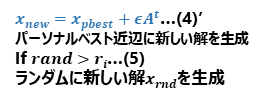 x_new = x_pbest + ϵA^t…(4)’
パーソナルベスト近辺に新しい解を生成
If rand > r_i…(5)
ランダムに新しい解x_rndを生成